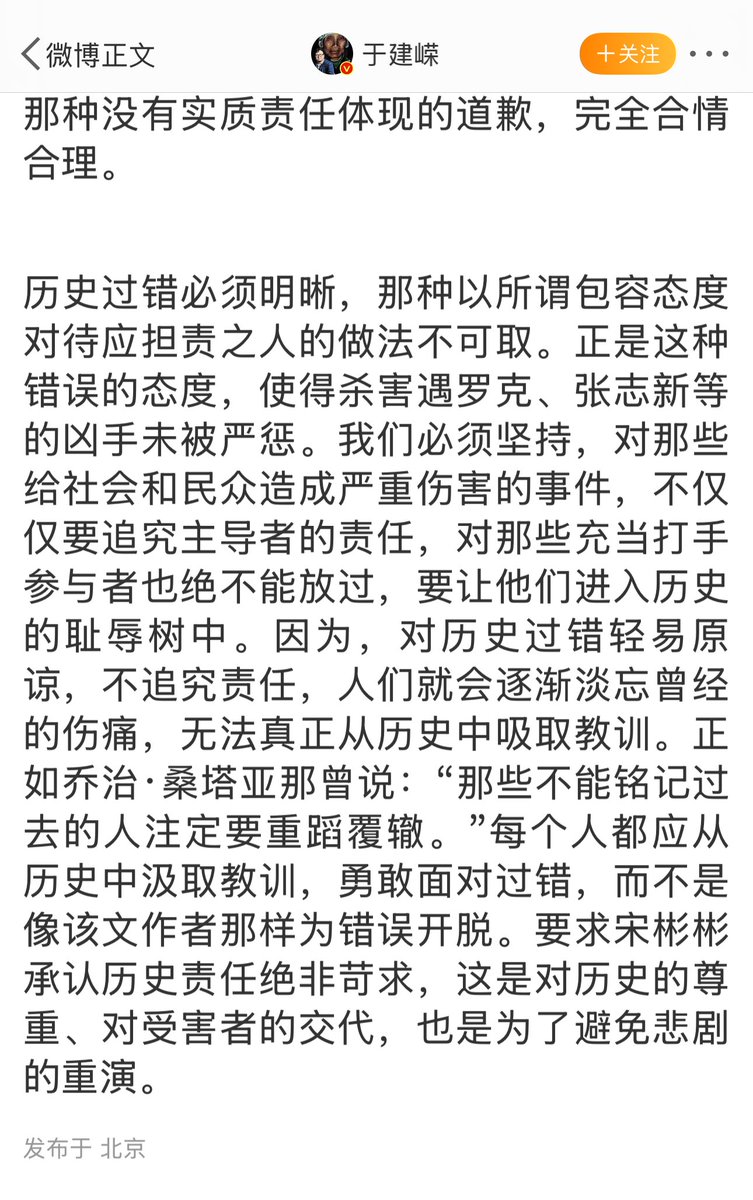 微博正文
于建嵘
+关注
那种没有实质责任体现的道歉，完全合情
合理。
历史过错必须明晰，那种以所谓包容态度
对待应担责之人的做法不可取。正是这种
错误的态度，使得杀害遇罗克、张志新等
的凶手未被严惩。我们必须坚持，对那些
给社会和民众造成严重伤害的事件，不仅
仅要追究主导者的责任，对那些充当打手
参与者也绝不能放过，要让他们进入历史
的耻辱树中。因为，对历史过错轻易原
谅，不追究责任，人们就会逐渐淡忘曾经
的伤痛，无法真正从历史中吸取教训。正
如乔治·桑塔亚那曾说：“那些不能铭记过
去的人注定要重蹈覆辙。”每个人都应从
历史中汲取教训，勇敢面对过错，而不是
像该文作者那样为错误开脱。要求宋彬彬
承认历史责任绝非苛求，这是对历史的尊
重、对受害者的交代，也是为了避免悲剧
的重演。
发布于 北京